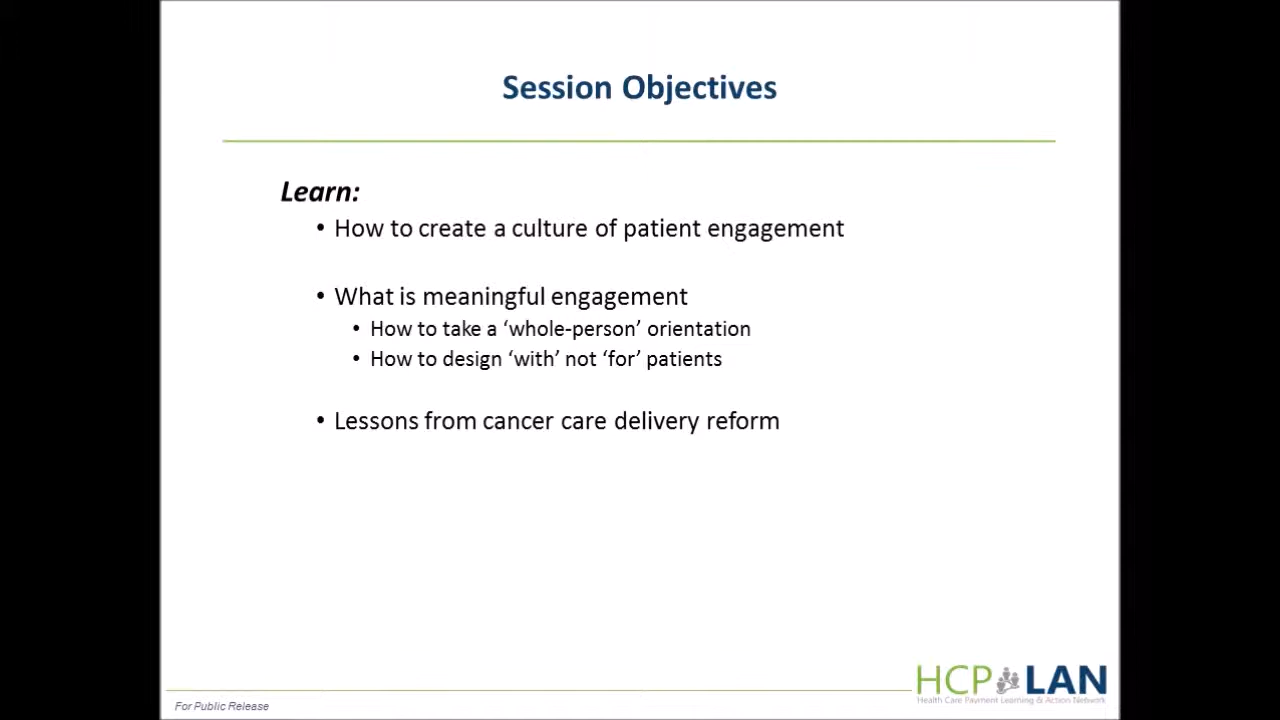 Session Objectives
Learn:
• How to create a culture of patient engagement
• What is meaningful engagement
• How to take a ‘whole-person’ orientation
• How to design ‘with’ not ‘for’ patients
• Lessons from cancer care delivery reform
HCP LAN
Health Care Payment Learning & Action Network
For Public Release